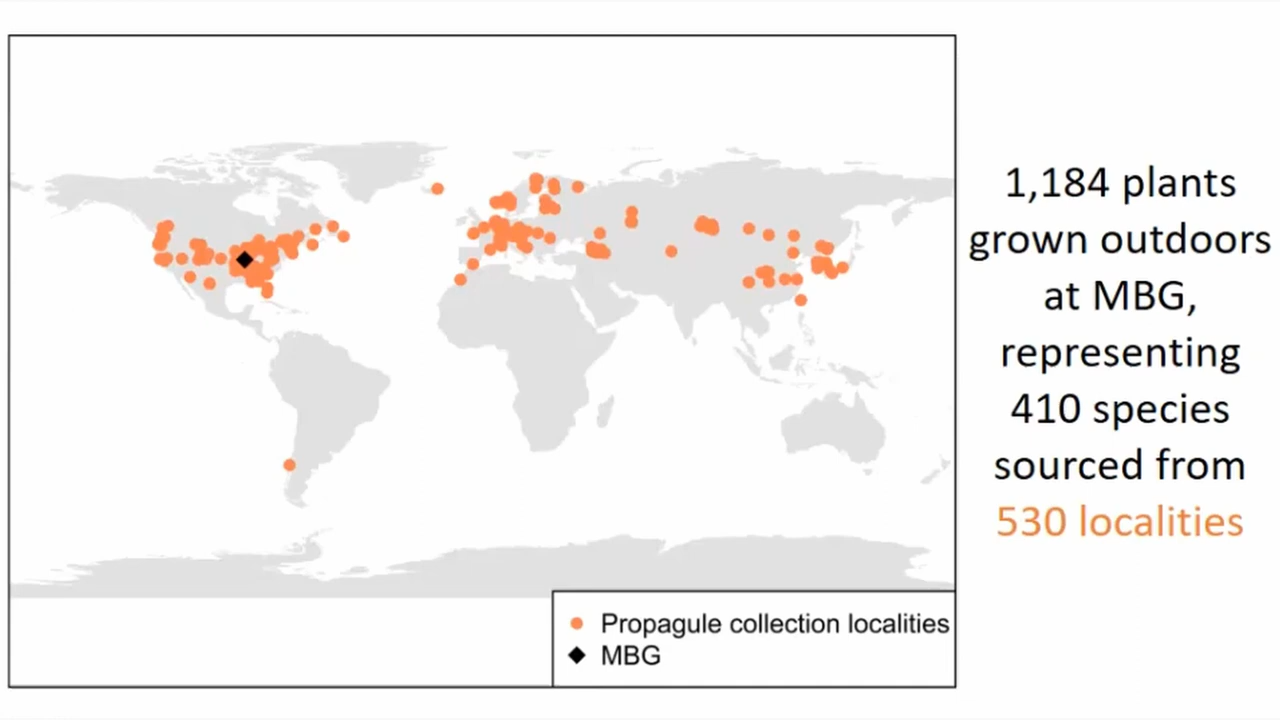 1,184 plants
grown outdoors
at MBG,
representing
410 species
sourced from
530 localities
Propagule collection localities
MBG